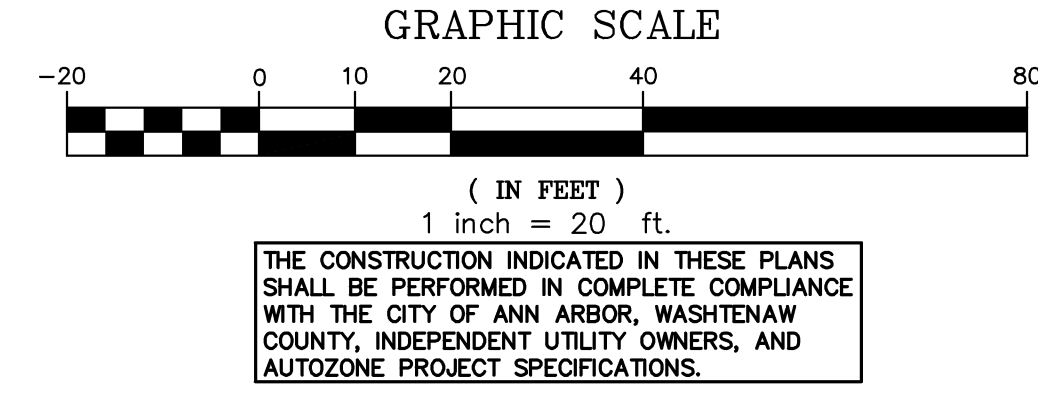 GRAPHIC SCALE
-20 0 10 20 40 80
( IN FEET )
1 inch = 20 ft.
THE CONSTRUCTION INDICATED IN THESE PLANS
SHALL BE PERFORMED IN COMPLETE COMPLIANCE
WITH THE CITY OF ANN ARBOR, WASHTENAW
COUNTY, INDEPENDENT UTILITY OWNERS, AND
AUTOZONE PROJECT SPECIFICATIONS.